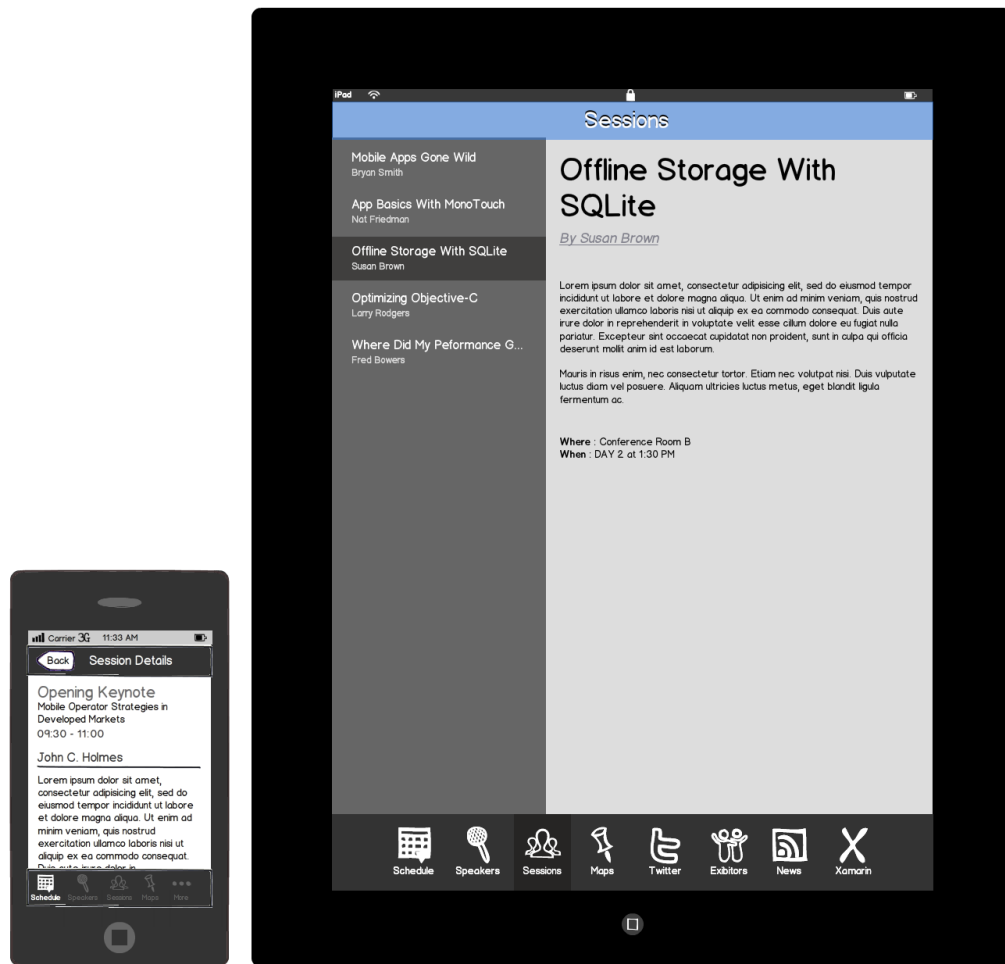 iPad
Sessions
Mobile Apps Gone Wild
Bryan Smith
App Basics With MonoTouch
Nat Friedman
Offline Storage With SQLite
Susan Brown
Optimizing Objective-C
Larry Rodgers
Where Did My Peformance G...
Fred Bowers
Offline Storage With
SQLite
By Susan Brown
Lorem ipsum dolor sit amet, consectetur adipisicing elit, sed do eiusmod tempor
incididunt ut labore et dolore magna aliqua. Ut enim ad minim veniam, quis nostrud
exercitation ullamco laboris nisi ut aliquip ex ea commodo consequat. Duis aute
irure dolor in reprehenderit in voluptate velit esse cillum dolore eu fugiat nulla
pariatur. Excepteur sint occaecat cupidatat non proident, sunt in culpa qui officia
deserunt mollit anim id est laborum.
Mauris in risus enim, nec consectetur tortor. Etiam nec volutpat nisi. Duis vulputate
luctus diam vel posuere. Aliquam ultricies luctus metus, eget blandit ligula
fermentum ac.
Where : Conference Room B
When : DAY 2 at 1:30 PM
Schedule Speakers Sessions Maps Twitter Exibitors News Xamarin
Carrier 3G 11:33 AM
Back Session Details
Opening Keynote
Mobile Operator Strategies in
Developed Markets
09:30 - 11:00
John C. Holmes
Lorem ipsum dolor sit amet,
consectetur adipisicing elit, sed do
eiusmod tempor incididunt ut labore
et dolore magna aliqua. Ut enim ad
minim veniam, quis nostrud
exercitation ullamco laboris nisi ut
aliquip ex ea commodo consequat.
Duis aute irure dolor in
Schedule Speakers Sessions Maps More